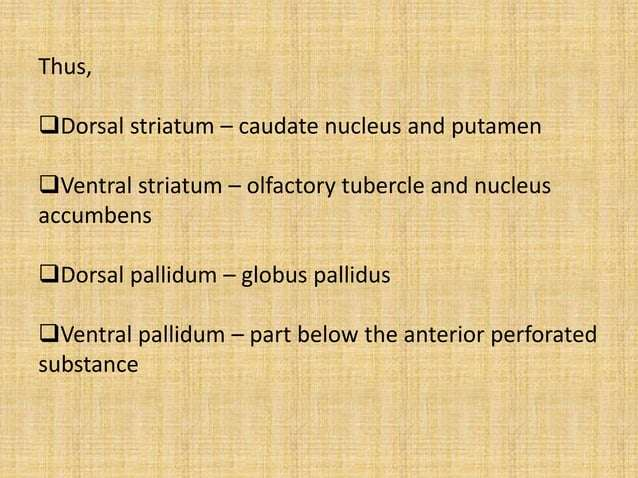 Thus,
❑Dorsal striatum – caudate nucleus and putamen
❑Ventral striatum – olfactory tubercle and nucleus
accumbens
❑Dorsal pallidum – globus pallidus
❑Ventral pallidum – part below the anterior perforated
substance